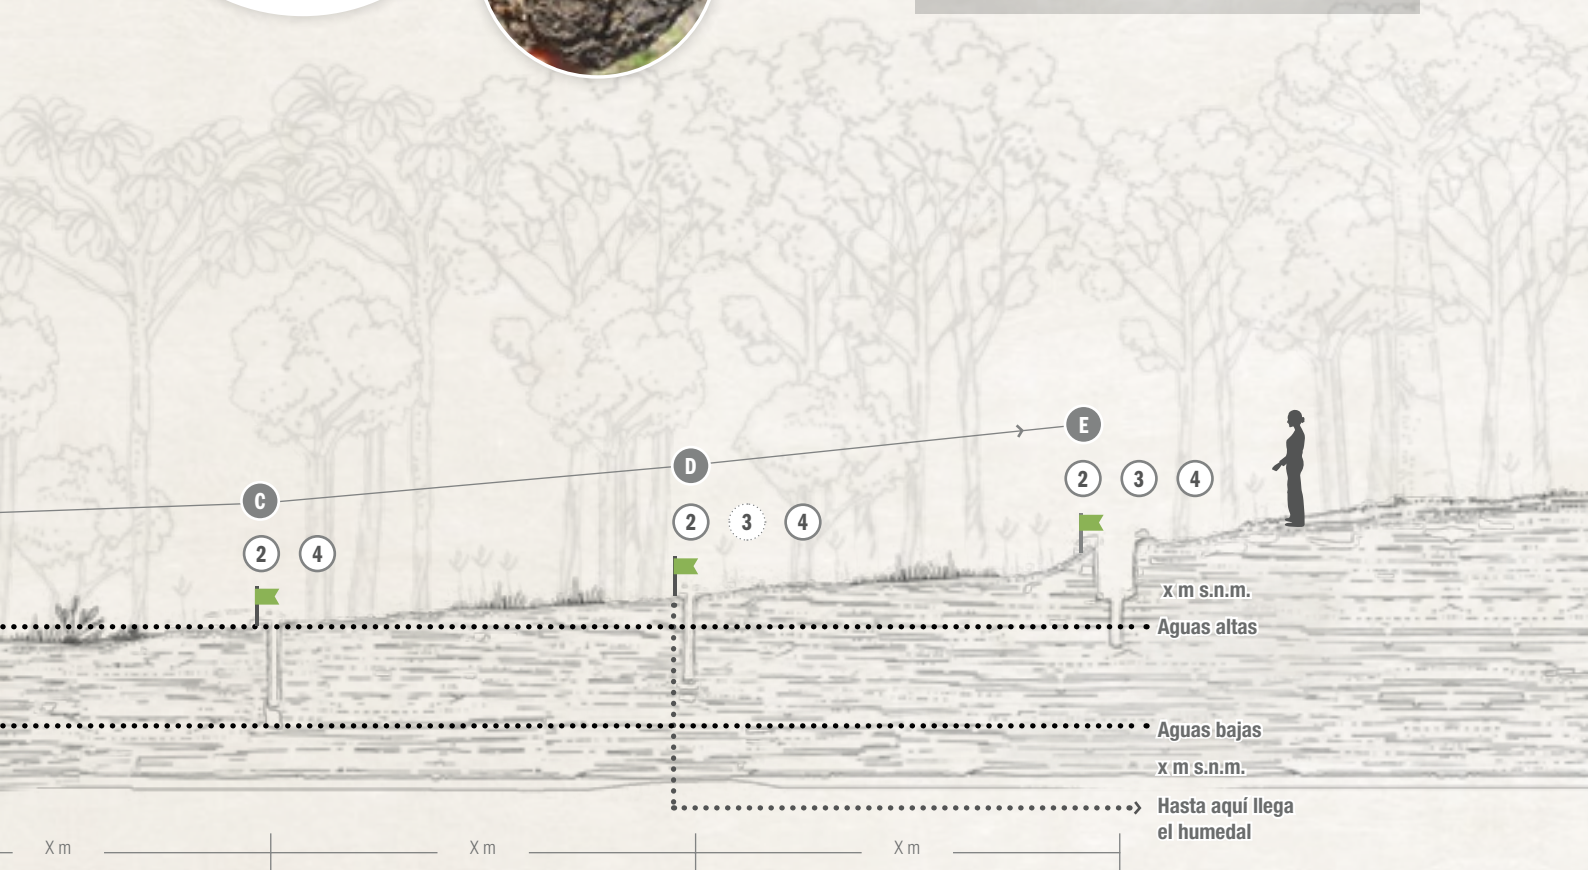 E
D
2 3 4
C
2 3 4
2 4
x m s.n.m.
Aguas altas
Aguas bajas
x m s.n.m.
Hasta aquí llega
el humedal
X m
X m
X m